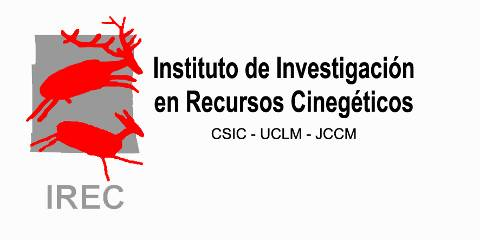 Instituto de Investigación
en Recursos Cinegéticos
CSIC - UCLM - JCCM
IREC